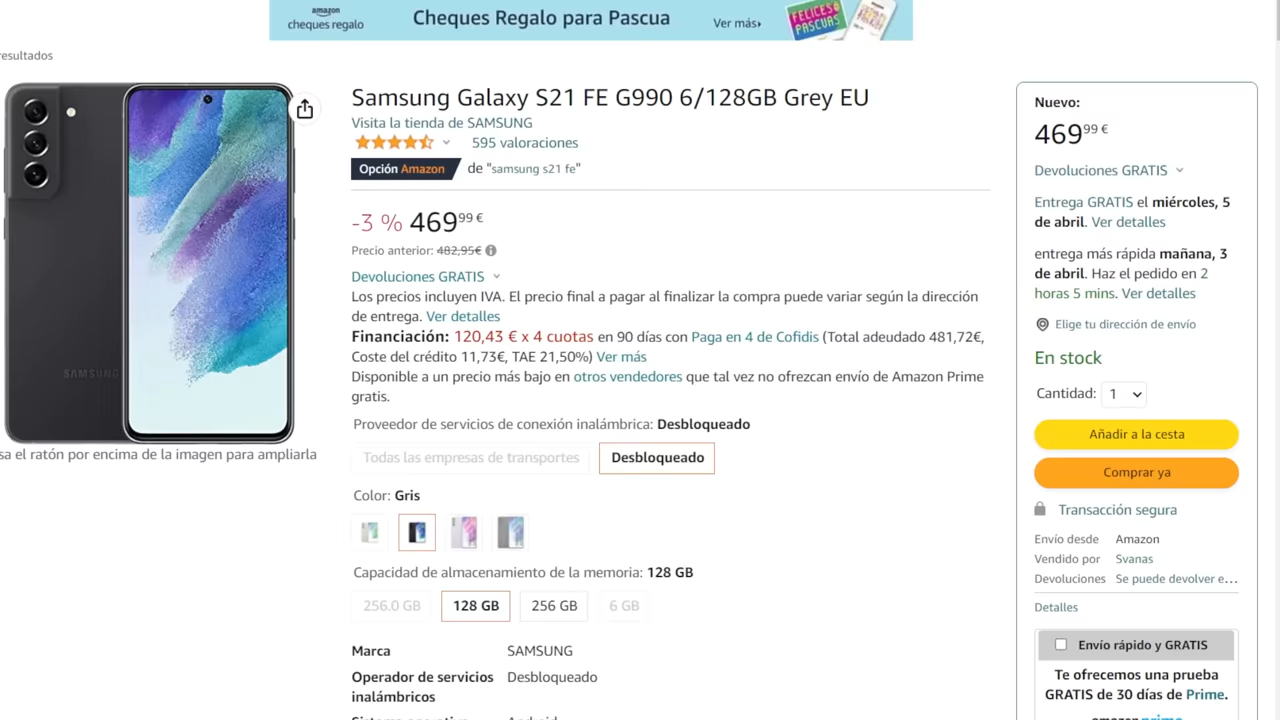 amazon
cheques regalo
Cheques Regalo para Pascua
Ver más
FELICES
PASCUAS
resultados
Samsung Galaxy S21 FE G990 6/128GB Grey EU
Visita la tienda de SAMSUNG
595 valoraciones
Opción Amazon de "samsung s21 fe"
-3 % 469,99 €
Precio anterior: 482,95€
Devoluciones GRATIS
Los precios incluyen IVA. El precio final a pagar al finalizar la compra puede variar según la dirección
de entrega. Ver detalles
Financiación: 120,43 € x 4 cuotas en 90 días con Paga en 4 de Cofidis (Total adeudado 481,72€,
Coste del crédito 11,73€, TAE 21,50%) Ver más
Disponible a un precio más bajo en otros vendedores que tal vez no ofrezcan envío de Amazon Prime
gratis.
SAMSUNG
sa el ratón por encima de la imagen para ampliarla
Proveedor de servicios de conexión inalámbrica: Desbloqueado
Todas las empresas de transportes Desbloqueado
Color: Gris
Capacidad de almacenamiento de la memoria: 128 GB
256.0 GB 128 GB 256 GB 6 GB
Marca SAMSUNG
Operador de servicios Desbloqueado
inalámbricos
Sistema operativo Android
Nuevo:
469,99 €
Devoluciones GRATIS
Entrega GRATIS el miércoles, 5
de abril. Ver detalles
entrega más rápida mañana, 3
de abril. Haz el pedido en 2
horas 5 mins. Ver detalles
Elige tu dirección de envío
En stock
Cantidad: 1
Añadir a la cesta
Comprar ya
Transacción segura
Envío desde Amazon
Vendido por Svanas
Devoluciones Se puede devolver e...
Detalles
Envío rápido y GRATIS
Te ofrecemos una prueba
GRATIS de 30 días de Prime.
amazon prime